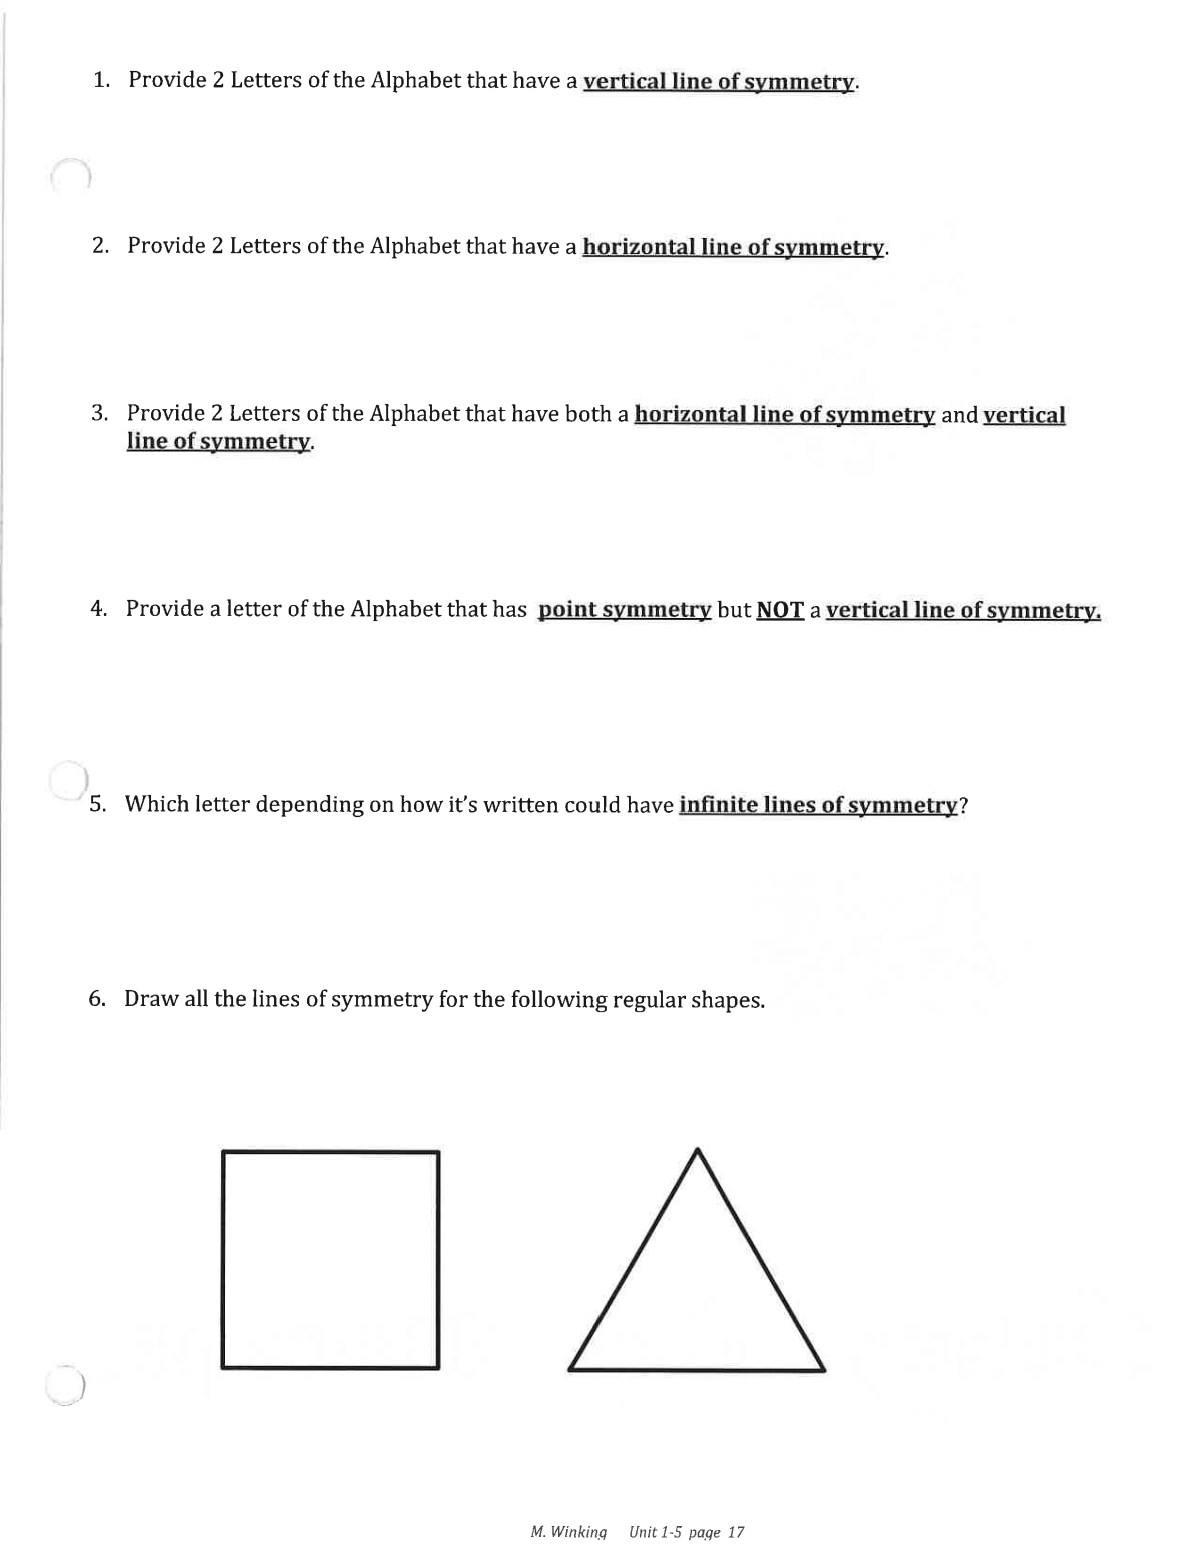 1. Provide 2 Letters of the Alphabet that have a vertical line of symmetry.
2. Provide 2 Letters of the Alphabet that have a horizontal line of symmetry.
3. Provide 2 Letters of the Alphabet that have both a horizontal line of symmetry and vertical
line of symmetry.
4. Provide a letter of the Alphabet that has point symmetry but NOT a vertical line of symmetry.
5. Which letter depending on how it's written could have infinite lines of symmetry?
6. Draw all the lines of symmetry for the following regular shapes.
M. Winking Unit 1-5 page 17